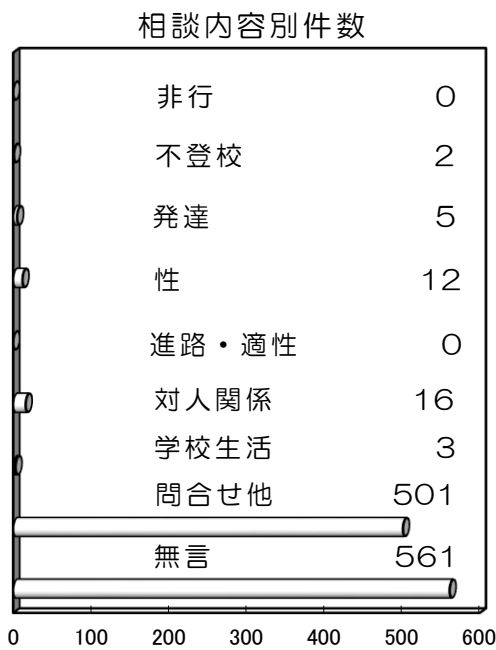 相談内容別件数
非行 0
不登校 2
発達 5
性 12
進路・適性 0
対人関係 16
学校生活 3
問合せ他 501
無言 561
0 100 200 300 400 500 600